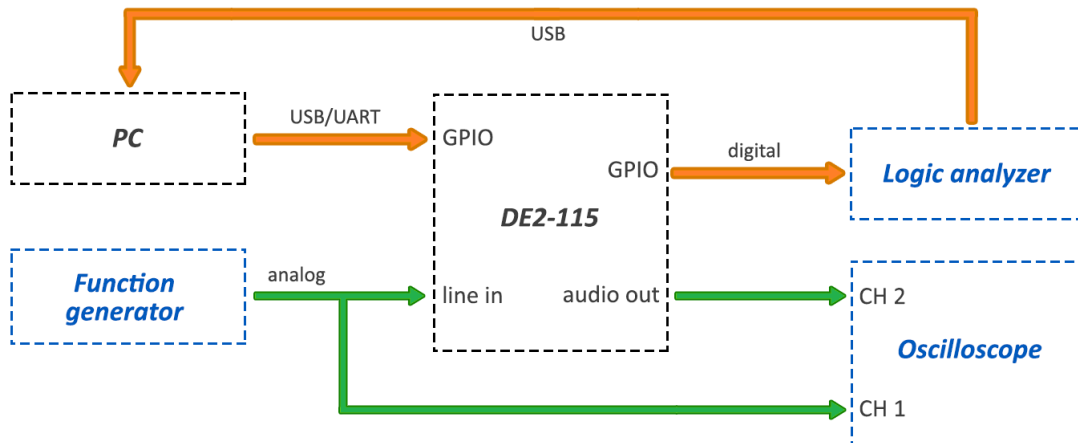 USB
PC
USB/UART
GPIO
GPIO
digital
Logic analyzer
DE2-115
Function
generator
analog
line in
audio out
CH 2
Oscilloscope
CH 1